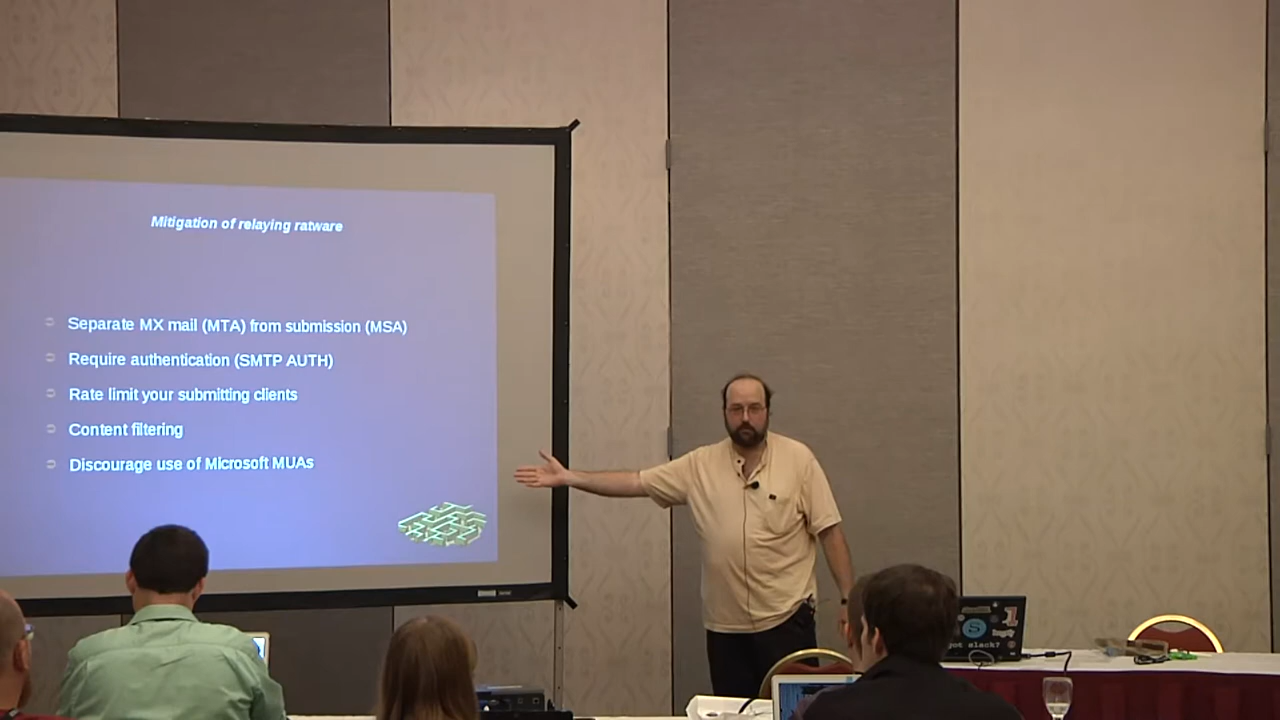 Mitigation of relaying ratware
Separate MX mail (MTA) from submission (MSA)
Require authentication (SMTP AUTH)
Rate limit your submitting clients
Content filtering
Discourage use of Microsoft MUAs
S
1
got slack?